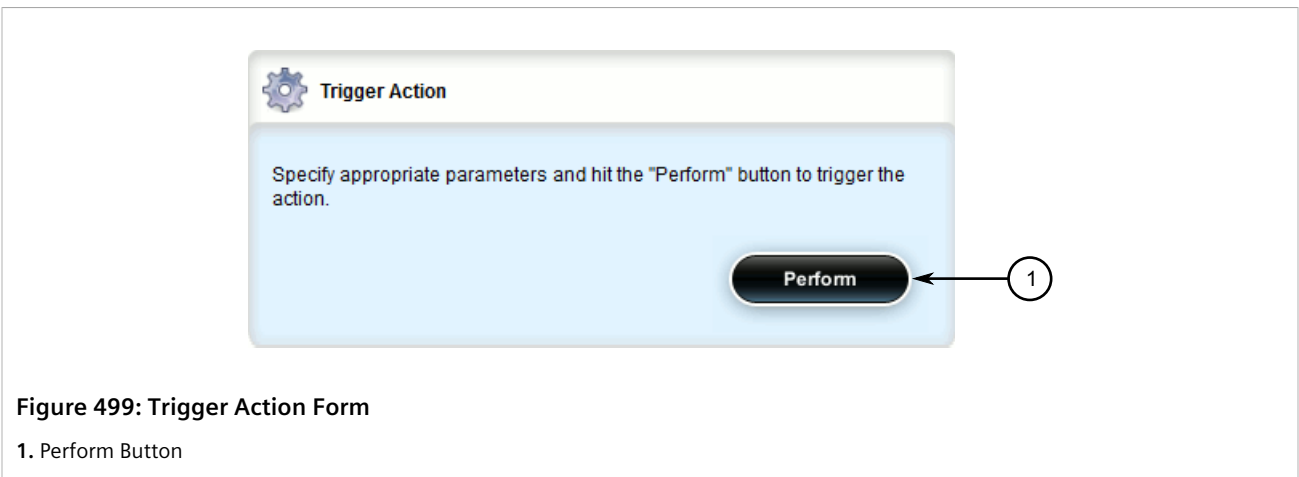 Trigger Action
Specify appropriate parameters and hit the "Perform" button to trigger the
action.
Perform
1
Figure 499: Trigger Action Form
1. Perform Button